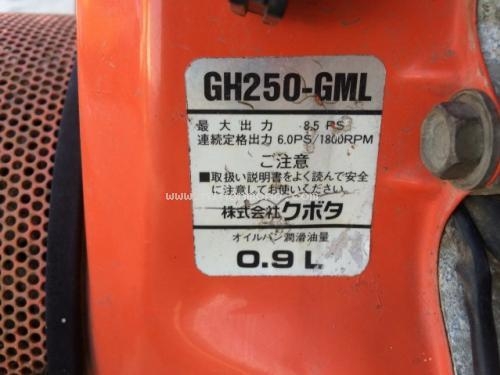 GH250-GML
最大出力 8.5 PS
連続定格出力 6.0PS/1800RPM
ご注意
■取扱い説明書をよく読んで安全
に注意してお使いください。
株式会社クボタ
オイルパン潤滑油量
0.9 L